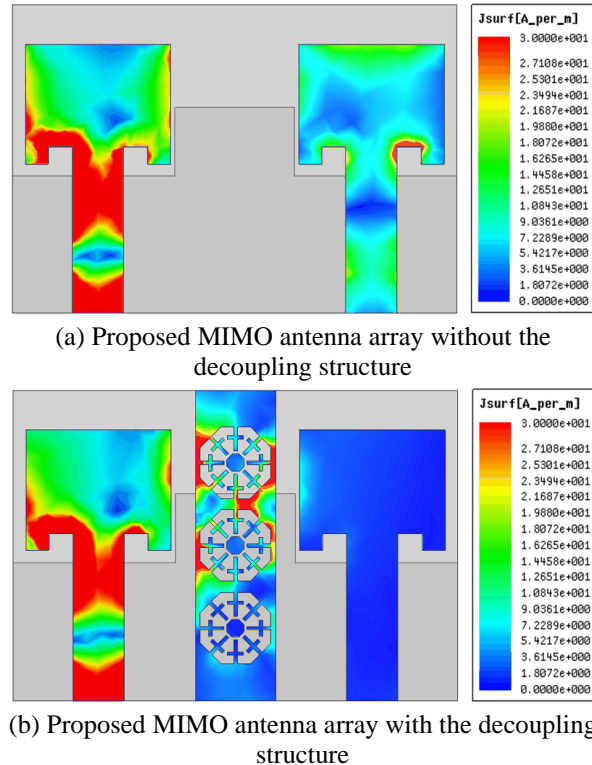 Jsurf[A_per_m]
3.0000e+001
2.7108e+001
2.5301e+001
2.3494e+001
2.1687e+001
1.9880e+001
1.8072e+001
1.6265e+001
1.4458e+001
1.2651e+001
1.0843e+001
9.0361e+000
7.2289e+000
5.4217e+000
3.6145e+000
1.8072e+000
0.0000e+000
(a) Proposed MIMO antenna array without the
decoupling structure
Jsurf[A_per_m]
3.0000e+001
2.7108e+001
2.5301e+001
2.3494e+001
2.1687e+001
1.9880e+001
1.8072e+001
1.6265e+001
1.4458e+001
1.2651e+001
1.0843e+001
9.0361e+000
7.2289e+000
5.4217e+000
3.6145e+000
1.8072e+000
0.0000e+000
(b) Proposed MIMO antenna array with the decoupling
structure